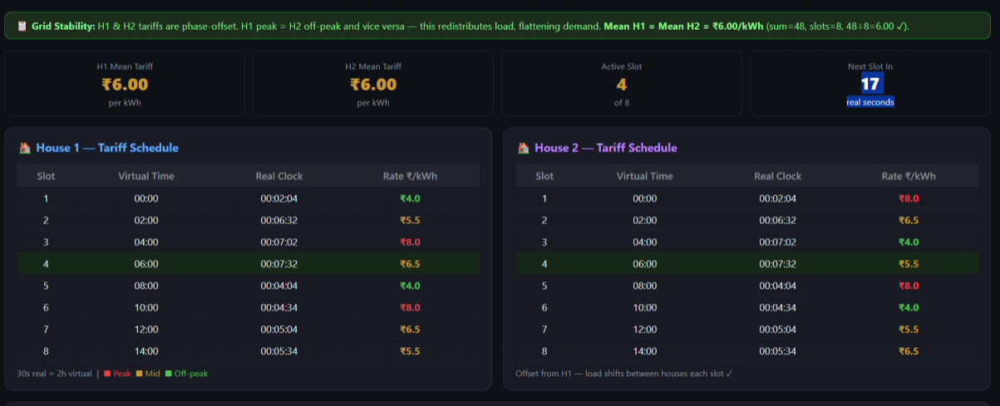 📋 Grid Stability: H1 & H2 tariffs are phase-offset. H1 peak = H2 off-peak and vice versa — this redistributes load, flattening demand. Mean H1 = Mean H2 = ₹6.00/kWh (sum=48, slots=8, 48÷8=6.00 ✓).
H1 Mean Tariff
₹6.00
per kWh
H2 Mean Tariff
₹6.00
per kWh
Active Slot
4
of 8
Next Slot In
17
real seconds
🏠 House 1 — Tariff Schedule
Slot Virtual Time Real Clock Rate ₹/kWh
1 00:00 00:02:04 ₹4.0
2 02:00 00:06:32 ₹5.5
3 04:00 00:07:02 ₹8.0
4 06:00 00:07:32 ₹6.5
5 08:00 00:04:04 ₹4.0
6 10:00 00:04:34 ₹8.0
7 12:00 00:05:04 ₹6.5
8 14:00 00:05:34 ₹5.5
30s real = 2h virtual | Peak Mid Off-peak
🏠 House 2 — Tariff Schedule
Slot Virtual Time Real Clock Rate ₹/kWh
1 00:00 00:02:04 ₹8.0
2 02:00 00:06:32 ₹6.5
3 04:00 00:07:02 ₹4.0
4 06:00 00:07:32 ₹5.5
5 08:00 00:04:04 ₹8.0
6 10:00 00:04:34 ₹4.0
7 12:00 00:05:04 ₹5.5
8 14:00 00:05:34 ₹6.5
Offset from H1 — load shifts between houses each slot ✓